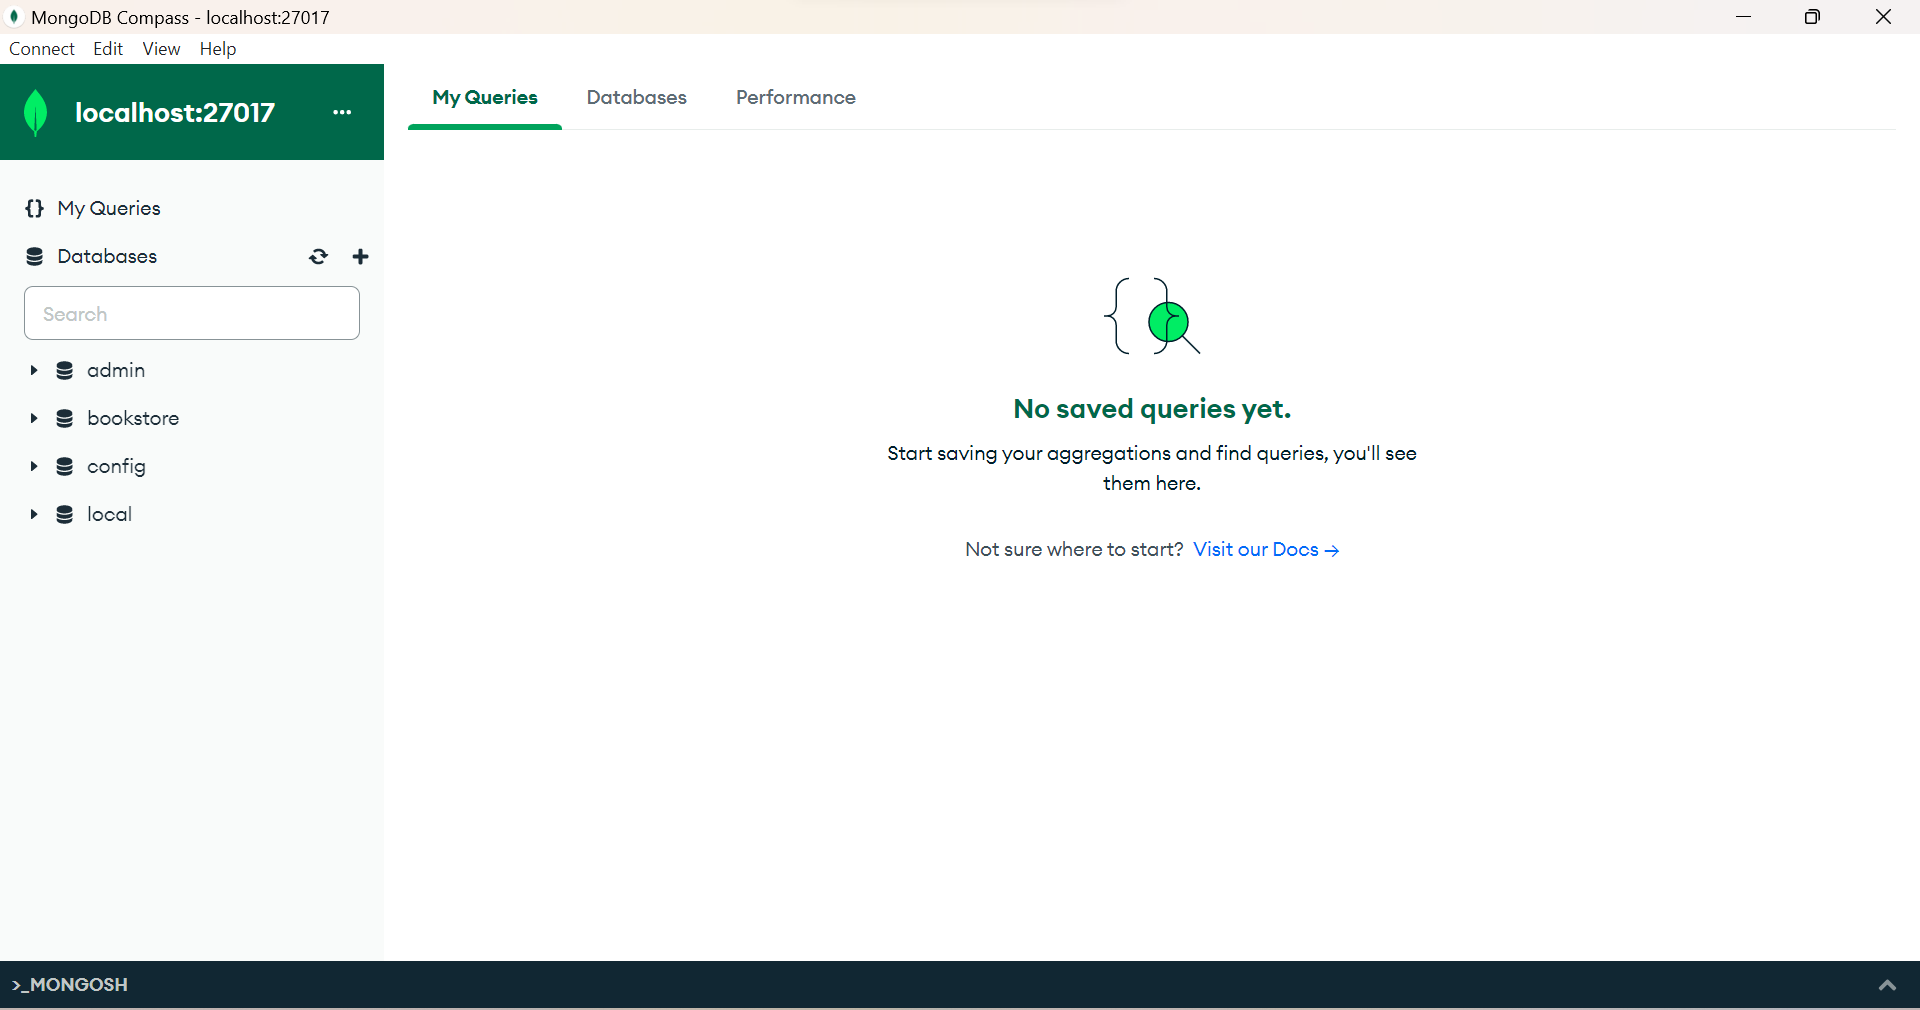 MongoDB Compass - localhost:27017
Connect Edit View Help
localhost:27017 ...
My Queries Databases Performance
{} My Queries
Databases
Search
admin
bookstore
config
local
No saved queries yet.
Start saving your aggregations and find queries, you'll see
them here.
Not sure where to start? Visit our Docs →
>_MONGOSH